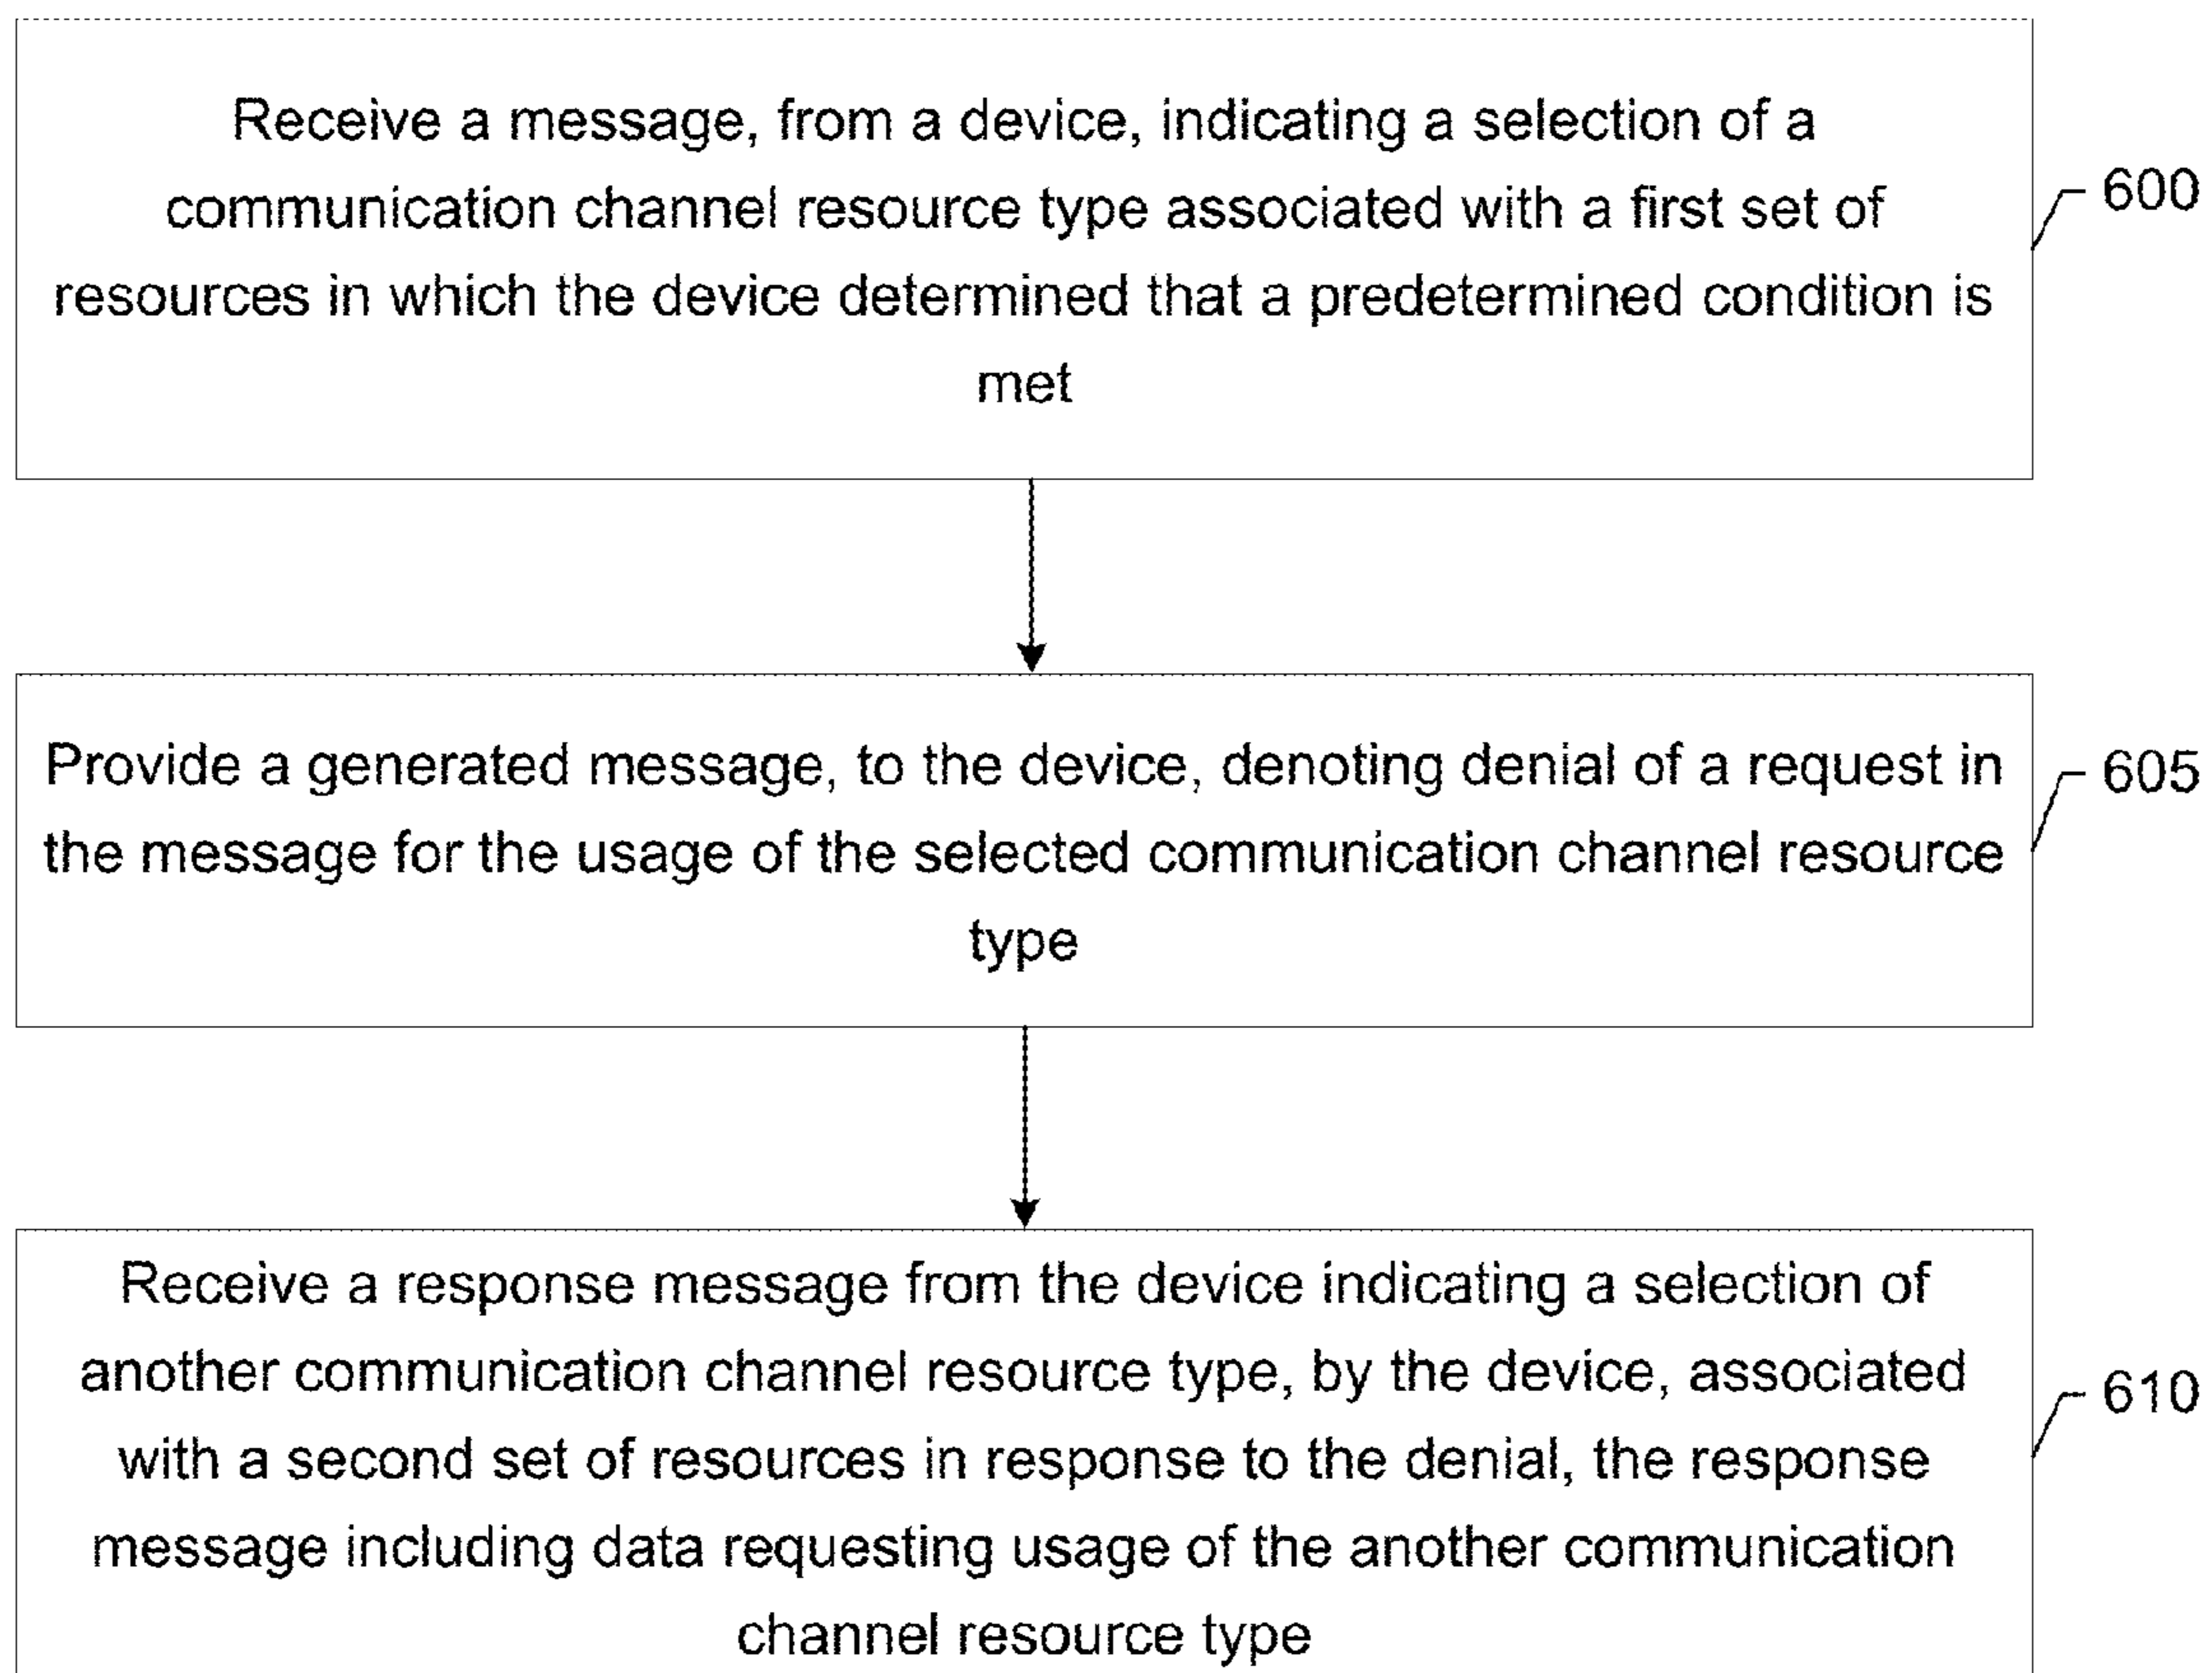 Receive a message, from a device, indicating a selection of a
communication channel resource type associated with a first set of
resources in which the device determined that a predetermined condition is
met
600
Provide a generated message, to the device, denoting denial of a request in
the message for the usage of the selected communication channel resource
type
605
Receive a response message from the device indicating a selection of
another communication channel resource type, by the device, associated
with a second set of resources in response to the denial, the response
message including data requesting usage of the another communication
channel resource type
610